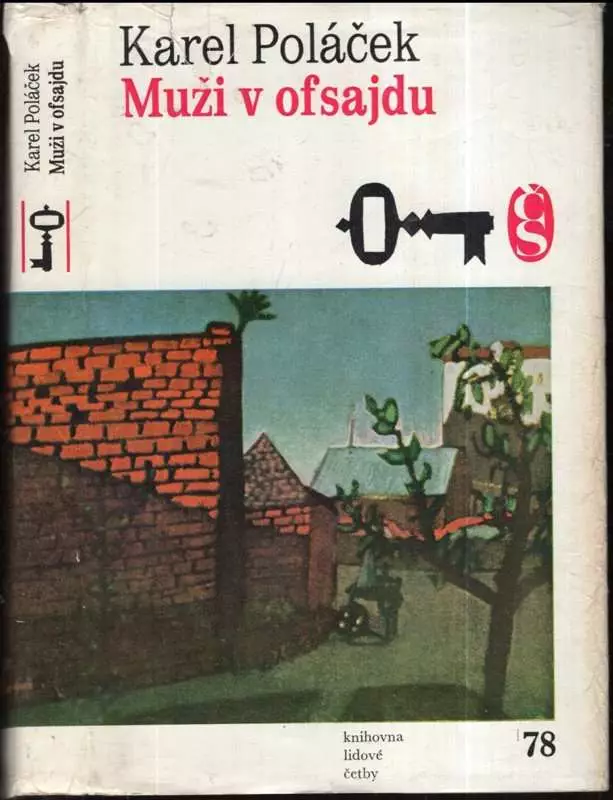 Karel Poláček
Muži v ofsajdu
Karel Poláček
Muži v ofsajdu
ČS
knihovna
lidové
četby
78